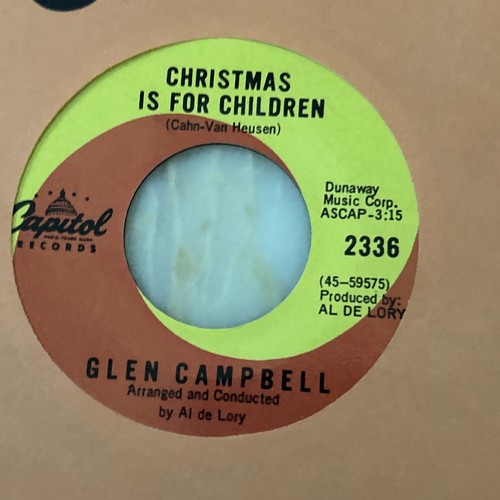 CHRISTMAS
IS FOR CHILDREN
(Cahn-Van Heusen)
Capitol
RECORDS
Dunaway
Music Corp.
ASCAP-3:15
2336
(45-59575)
Produced by:
AL DE LORY
GLEN CAMPBELL
Arranged and Conducted
by Al de Lory